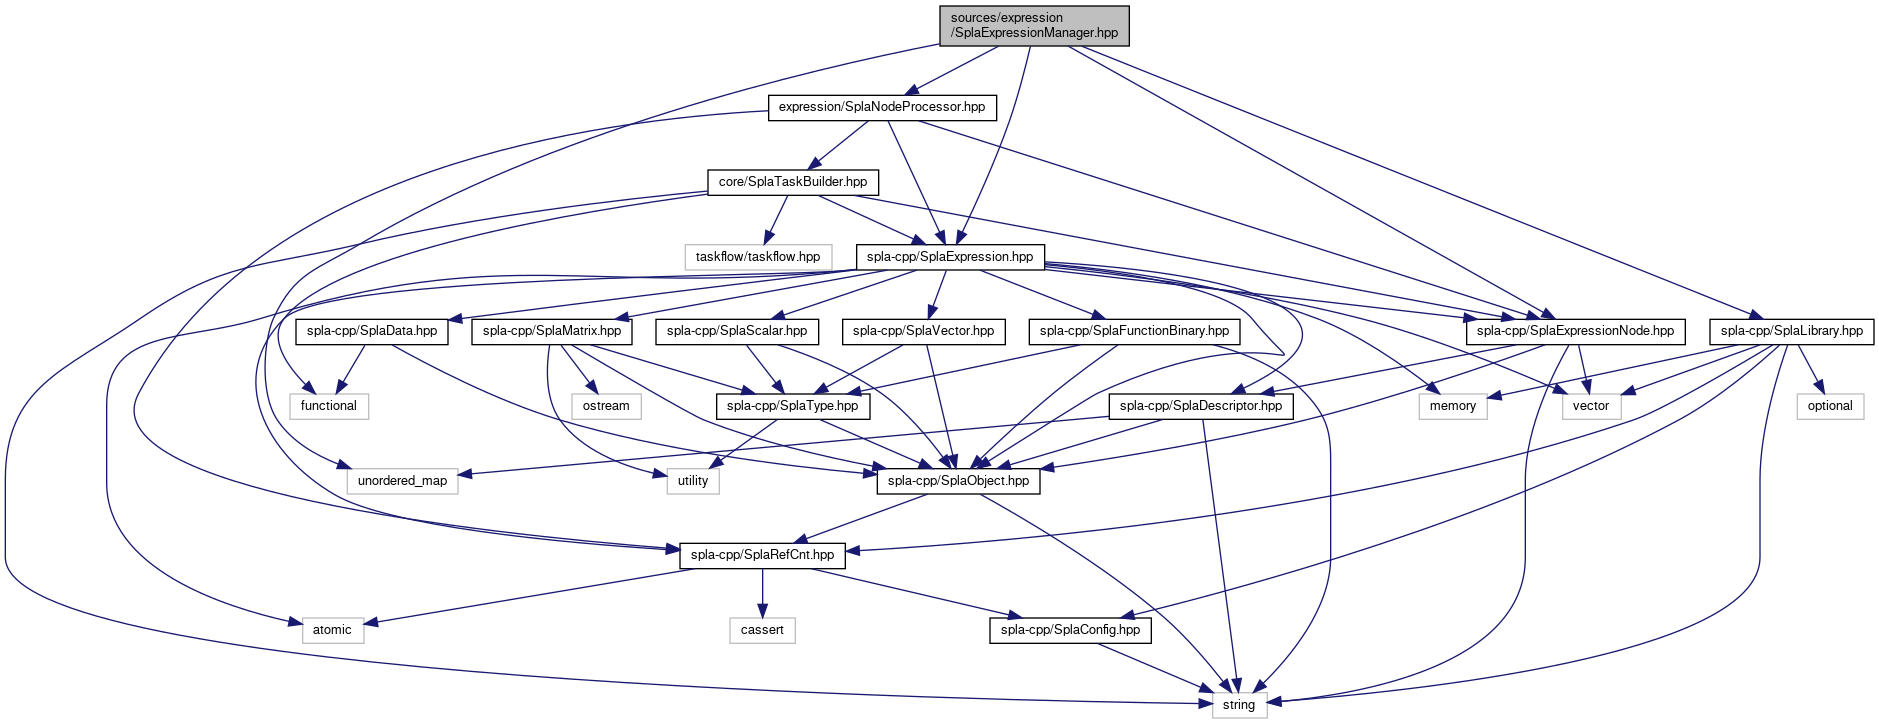 sources/expression
/SplaExpressionManager.hpp
expression/SplaNodeProcessor.hpp
core/SplaTaskBuilder.hpp
taskflow/taskflow.hpp
spla-cpp/SplaExpression.hpp
spla-cpp/SplaData.hpp
spla-cpp/SplaMatrix.hpp
spla-cpp/SplaScalar.hpp
spla-cpp/SplaVector.hpp
spla-cpp/SplaFunctionBinary.hpp
spla-cpp/SplaExpressionNode.hpp
spla-cpp/SplaLibrary.hpp
functional
ostream
spla-cpp/SplaType.hpp
spla-cpp/SplaDescriptor.hpp
memory
vector
optional
unordered_map
utility
spla-cpp/SplaObject.hpp
spla-cpp/SplaRefCnt.hpp
atomic
cassert
spla-cpp/SplaConfig.hpp
string